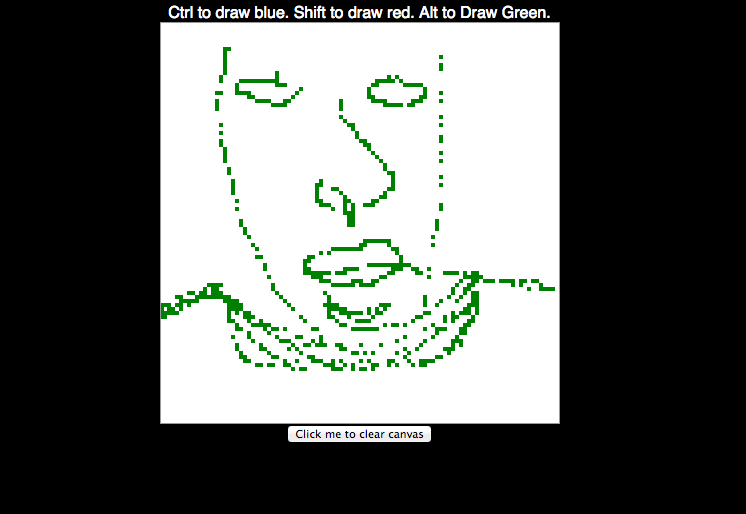 Ctrl to draw blue. Shift to draw red. Alt to Draw Green.
Click me to clear canvas